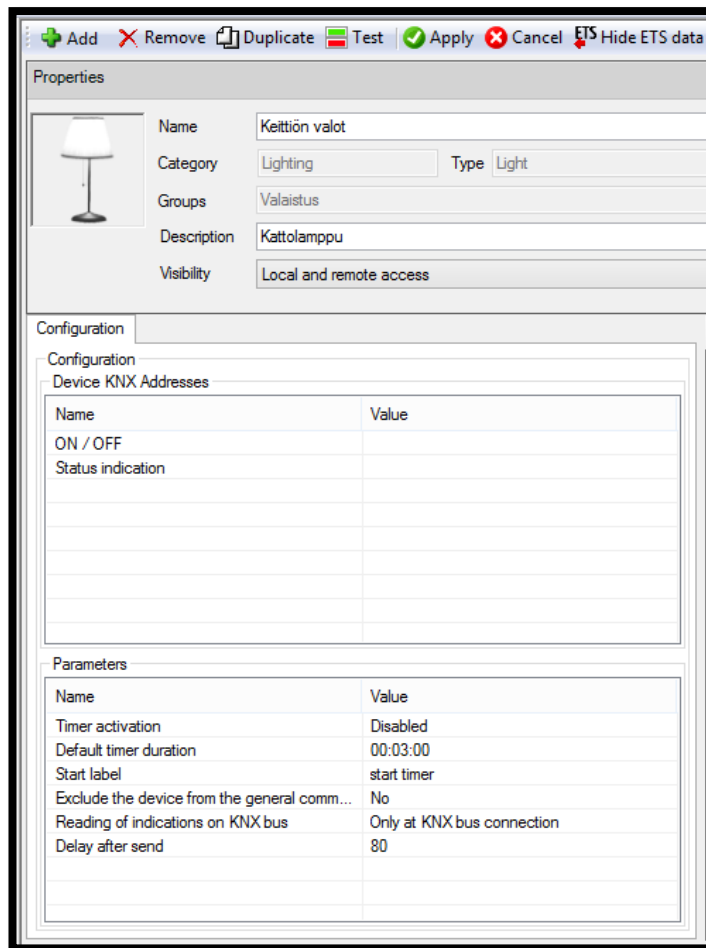 Add Remove Duplicate Test Apply Cancel ETS Hide ETS data
Properties
Name Keittiön valot
Category Lighting Type Light
Groups Valaistus
Description Kattolamppu
Visibility Local and remote access
Configuration
Configuration
Device KNX Addresses
Name Value
ON / OFF
Status indication
Parameters
Name Value
Timer activation Disabled
Default timer duration 00:03:00
Start label start timer
Exclude the device from the general comm... No
Reading of indications on KNX bus Only at KNX bus connection
Delay after send 80